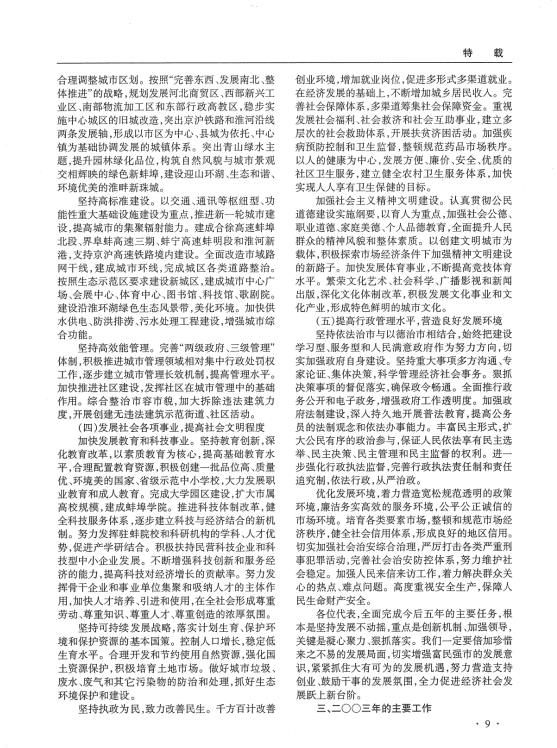 特 载
合理调整城市区划。按照“完善东西、发展南北、整
体推进”的战略,规划发展河北商贸区、西部新兴工
业区、南部物流加工区和东部行政高教区,稳步实
施中心城区的旧城改造,突出京沪铁路和淮河沿线
两条发展轴,形成以市区为中心、县城为依托、中心
镇为基础协调发展的城镇体系。突出青山绿水主
题,提升园林绿化品位,构筑自然风貌与城市景观
交相辉映的绿色新蚌埠,建设迎山环湖、生态和谐、
环境优美的淮畔新珠城。
坚持高标准建设。以交通、通讯等枢纽型、功
能性重大基础设施建设为重点,推进新一轮城市建
设,提高城市的集聚辐射能力。建成合徐高速蚌埠
北段、界阜蚌高速三期、蚌宁高速蚌明段和淮河新
港,支持京沪高速铁路境内建设。全面改造市域路
网干线,建成城市环线,完成城区各类道路整治。
按照生态示范区要求建设新城区,建成城市中心广
场、会展中心、体育中心、图书馆、科技馆、歌剧院。
建设沿淮环湖绿色生态风景带,美化环境。加快供
水供电、防洪排涝、污水处理工程建设,增强城市综
合功能。
坚持高效能管理。完善“两级政府、三级管理”
体制,积极推进城市管理领域相对集中行政处罚权
工作,逐步建立城市管理长效机制,提高管理水平。
加快推进社区建设,发挥社区在城市管理中的基础
作用。综合整治市容市貌,加大拆除违法建筑力
度,开展创建无违法建筑示范街道、社区活动。
(四)发展社会各项事业,提高社会文明程度
加快发展教育和科技事业。坚持教育创新,深
化教育改革,以素质教育为核心,提高基础教育水
平,合理配置教育资源,积极创建一批品位高、质量
优、环境美的国家、省级示范中小学校,大力发展职
业教育和成人教育。完成大学园区建设,扩大市属
高校规模,建成蚌埠学院。推进科技体制改革,健
全科技服务体系,逐步建立科技与经济结合的新机
制。努力发挥驻蚌院校和科研机构的学科、人才优
势,促进产学研结合。积极扶持民营科技企业和科
技型中小企业发展。不断增强科技创新和服务经
济的能力,提高科技对经济增长的贡献率。努力发
挥骨干企业和事业单位集聚和吸纳人才的主体作
用,加快人才培养、引进和使用,在全社会形成尊重
劳动、尊重知识、尊重人才、尊重创造的浓厚氛围。
坚持可持续发展战略,落实计划生育、保护环
境和保护资源的基本国策。控制人口增长,稳定低
生育水平。合理开发和节约使用自然资源,强化国
土资源保护,积极培育土地市场。做好城市垃圾、
废水、废气和其它污染物的防治和处理,抓好生态
环境保护和建设。
坚持执政为民,致力改善民生。千方百计改善
创业环境,增加就业岗位,促进多形式多渠道就业。
在经济发展的基础上,不断增加城乡居民收入。完
善社会保障体系,多渠道筹集社会保障资金。重视
发展社会福利、社会救济和社会互助事业,建立多
层次的社会救助体系,开展扶贫济困活动。加强疾
病预防控制和卫生监督,整顿规范药品市场秩序。
以人的健康为中心,发展方便、廉价、安全、优质的
社区卫生服务,建立健全农村卫生服务体系,加快
实现人人享有卫生保健的目标。
加强社会主义精神文明建设。认真贯彻公民
道德建设实施纲要,以育人为重点,加强社会公德、
职业道德、家庭美德、个人品德教育,全面提升人民
群众的精神风貌和整体素质。以创建文明城市为
载体,积极探索市场经济条件下加强精神文明建设
的新路子。加快发展体育事业,不断提高竞技体育
水平。繁荣文化艺术、社会科学、广播影视和新闻
出版,深化文化体制改革,积极发展文化事业和文
化产业,形成特色鲜明的城市文化。
(五)提高行政管理水平,营造良好发展环境
坚持依法治市与以德治市相结合,始终把建设
学习型、服务型和人民满意政府作为努力方向,切
实加强政府自身建设。坚持重大事项多方沟通、专
家论证、集体决策,科学管理经济社会事务。狠抓
决策事项的督促落实,确保政令畅通。全面推行政
务公开和电子政务,增强政府工作透明度。加强政
府法制建设,深入持久地开展普法教育,提高公务
员的法制观念和依法办事能力。丰富民主形式,扩
大公民有序的政治参与,保证人民依法享有民主选
举、民主决策、民主管理和民主监督的权利。进一
步强化行政执法监督,完善行政执法责任制和责任
追究制,依法行政,从严治政。
优化发展环境,着力营造宽松规范透明的政策
环境,廉洁务实高效的服务环境,公平公正诚信的
市场环境。培育各类要素市场,整顿和规范市场经
济秩序,健全社会信用体系,形成良好的地区信用。
切实加强社会治安综合治理,严厉打击各类严重刑
事犯罪活动,完善社会治安防控体系,努力维护社
会稳定。加强人民来信来访工作,着力解决群众关
心的热点、难点问题。高度重视安全生产,保障人
民生命财产安全。
各位代表,全面完成今后五年的主要任务,根
本是坚持发展不动摇,重点是创新机制、加强领导,
关键是凝心聚力、狠抓落实。我们一定要倍加珍惜
来之不易的发展局面,切实增强富民强市的发展意
识,紧紧抓住大有可为的发展机遇,努力营造支持
创业、鼓励干事的发展氛围,全力促进经济社会发
展跃上新台阶。
三、二〇〇三年的主要工作
· 9 ·